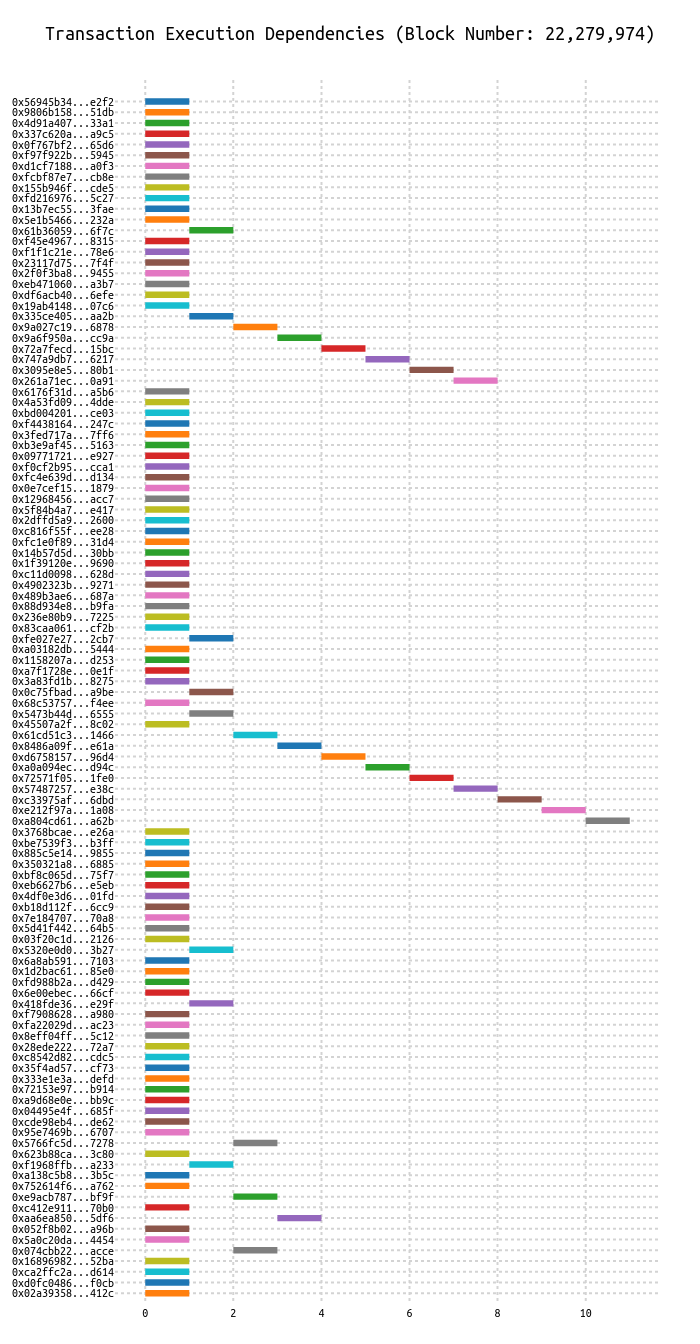 Transaction Execution Dependencies (Block Number: 22,279,974)
0x56945b34...e2f2
0x9806b158...51db
0x4d91a407...33a1
0x337c620a...a9c5
0x0f767bf2...65d6
0xf97f922b...5945
0xd1cf7188...a0f3
0xfcbf87e7...cb8e
0x155b946f...cde5
0xfd216976...5c27
0x13b7ec55...3fae
0x5e1b5466...232a
0x61b36059...6f7c
0xf45e4967...8315
0xf1f1c21e...78e6
0x23117d75...7f4f
0x2f0f3ba8...9455
0xeb471060...a3b7
0xdf6acb40...6efe
0x19ab4148...07c6
0x335ce405...aa2b
0x9a027c19...6878
0x9a6f950a...cc9a
0x72a7fecd...15bc
0x747a9db7...6217
0x3095e8e5...80b1
0x261a71ec...0a91
0x6176f31d...a5b6
0x4a53fd09...4dde
0xbd004201...ce03
0xf4438164...247c
0x3fed717a...7ff6
0xb3e9af45...5163
0x09771721...e927
0xf0cf2b95...cca1
0xfc4e639d...d134
0x0e7cef15...1879
0x12968456...acc7
0x5f84b4a7...e417
0x2dffd5a9...2600
0xc816f55f...ee28
0xfc1e0f89...31d4
0x14b57d5d...30bb
0x1f39120e...9690
0xc11d0098...628d
0x4902323b...9271
0x489b3ae6...687a
0x88d934e8...b9fa
0x236e80b9...7225
0x83caa061...cf2b
0xfe027e27...2cb7
0xa03182db...5444
0x1158207a...d253
0xa7f1728e...0e1f
0x3a83fd1b...8275
0x0c75fbad...a9be
0x68c53757...f4ee
0x5473b44d...6555
0x45507a2f...8c02
0x61cd51c3...1466
0x8486a09f...e61a
0xd6758157...96d4
0xa0a094ec...d94c
0x72571f05...1fe0
0x57487257...e38c
0xc33975af...6dbd
0xe212f97a...1a08
0xa804cd61...a62b
0x3768bcae...e26a
0xbe7539f3...b3ff
0x885c5e14...9855
0x350321a8...6885
0xbf8c065d...75f7
0xeb6627b6...e5eb
0x4df0e3d6...01fd
0xb18d112f...6cc9
0x7e184707...70a8
0x5d41f442...64b5
0x03f20c1d...2126
0x5320e0d0...3b27
0x6a8ab591...7103
0x1d2bac61...85e0
0xfd988b2a...d429
0x6e00ebec...66cf
0x418fde36...e29f
0xf7908628...a980
0xfa22029d...ac23
0x8eff04ff...5c12
0x28ede222...72a7
0xc8542d82...cdc5
0x35f4ad57...cf73
0x333e1e3a...defd
0x72153e97...b914
0xa9d68e0e...bb9c
0x04495e4f...685f
0xcde98eb4...de62
0x95e7469b...6707
0x5766fc5d...7278
0x623b88ca...3c80
0xf1968ffb...a233
0xa138c5b8...3b5c
0x752614f6...a762
0xe9acb787...bf9f
0xc412e911...70b0
0xaa6ea850...5df6
0x052f8b02...a96b
0x5a0c20da...4454
0x074cbb22...acce
0x16896982...52ba
0xca2ffc2a...d614
0xd0fc0486...f0cb
0x02a39358...412c
0 2 4 6 8 10